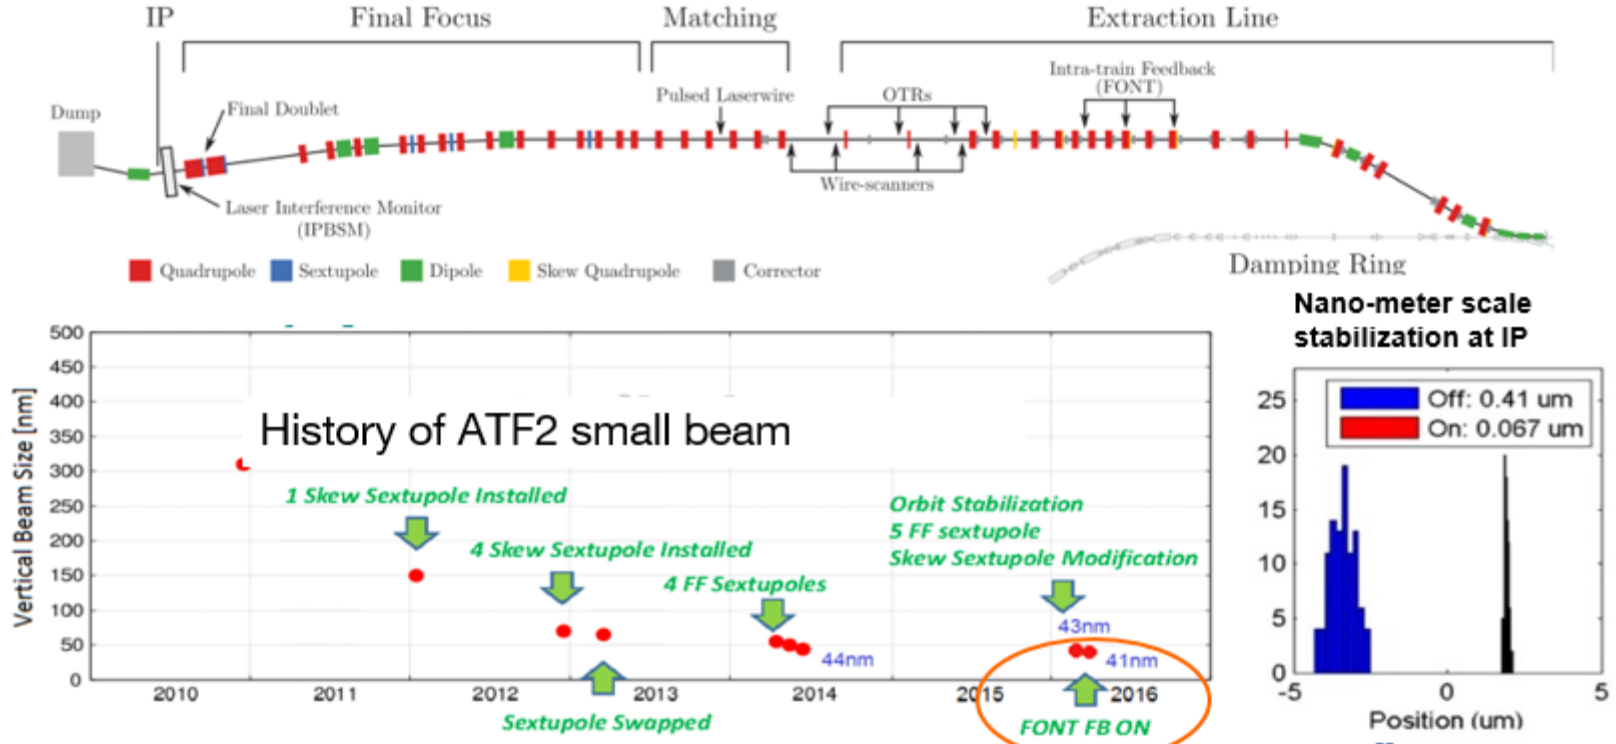 IP
Final Focus
Matching
Extraction Line
Dump
Final Doublet
Pulsed Laserwire
OTRs
Intra-train Feedback
(FONT)
Wire-scanners
Laser Interference Monitor
(IPBSM)
Quadrupole
Sextupole
Dipole
Skew Quadrupole
Corrector
Damping Ring
History of ATF2 small beam
Vertical Beam Size [nm]
500
450
400
350
300
250
200
150
100
50
0
1 Skew Sextupole Installed
4 Skew Sextupole Installed
4 FF Sextupoles
Orbit Stabilization
5 FF sextupole
Skew Sextupole Modification
43nm
44nm
41nm
2010
2011
2012
2013
2014
2015
2016
Sextupole Swapped
FONT FB ON
Nano-meter scale
stabilization at IP
Off: 0.41 um
On: 0.067 um
25
20
15
10
5
0
-5
0
5
Position (um)